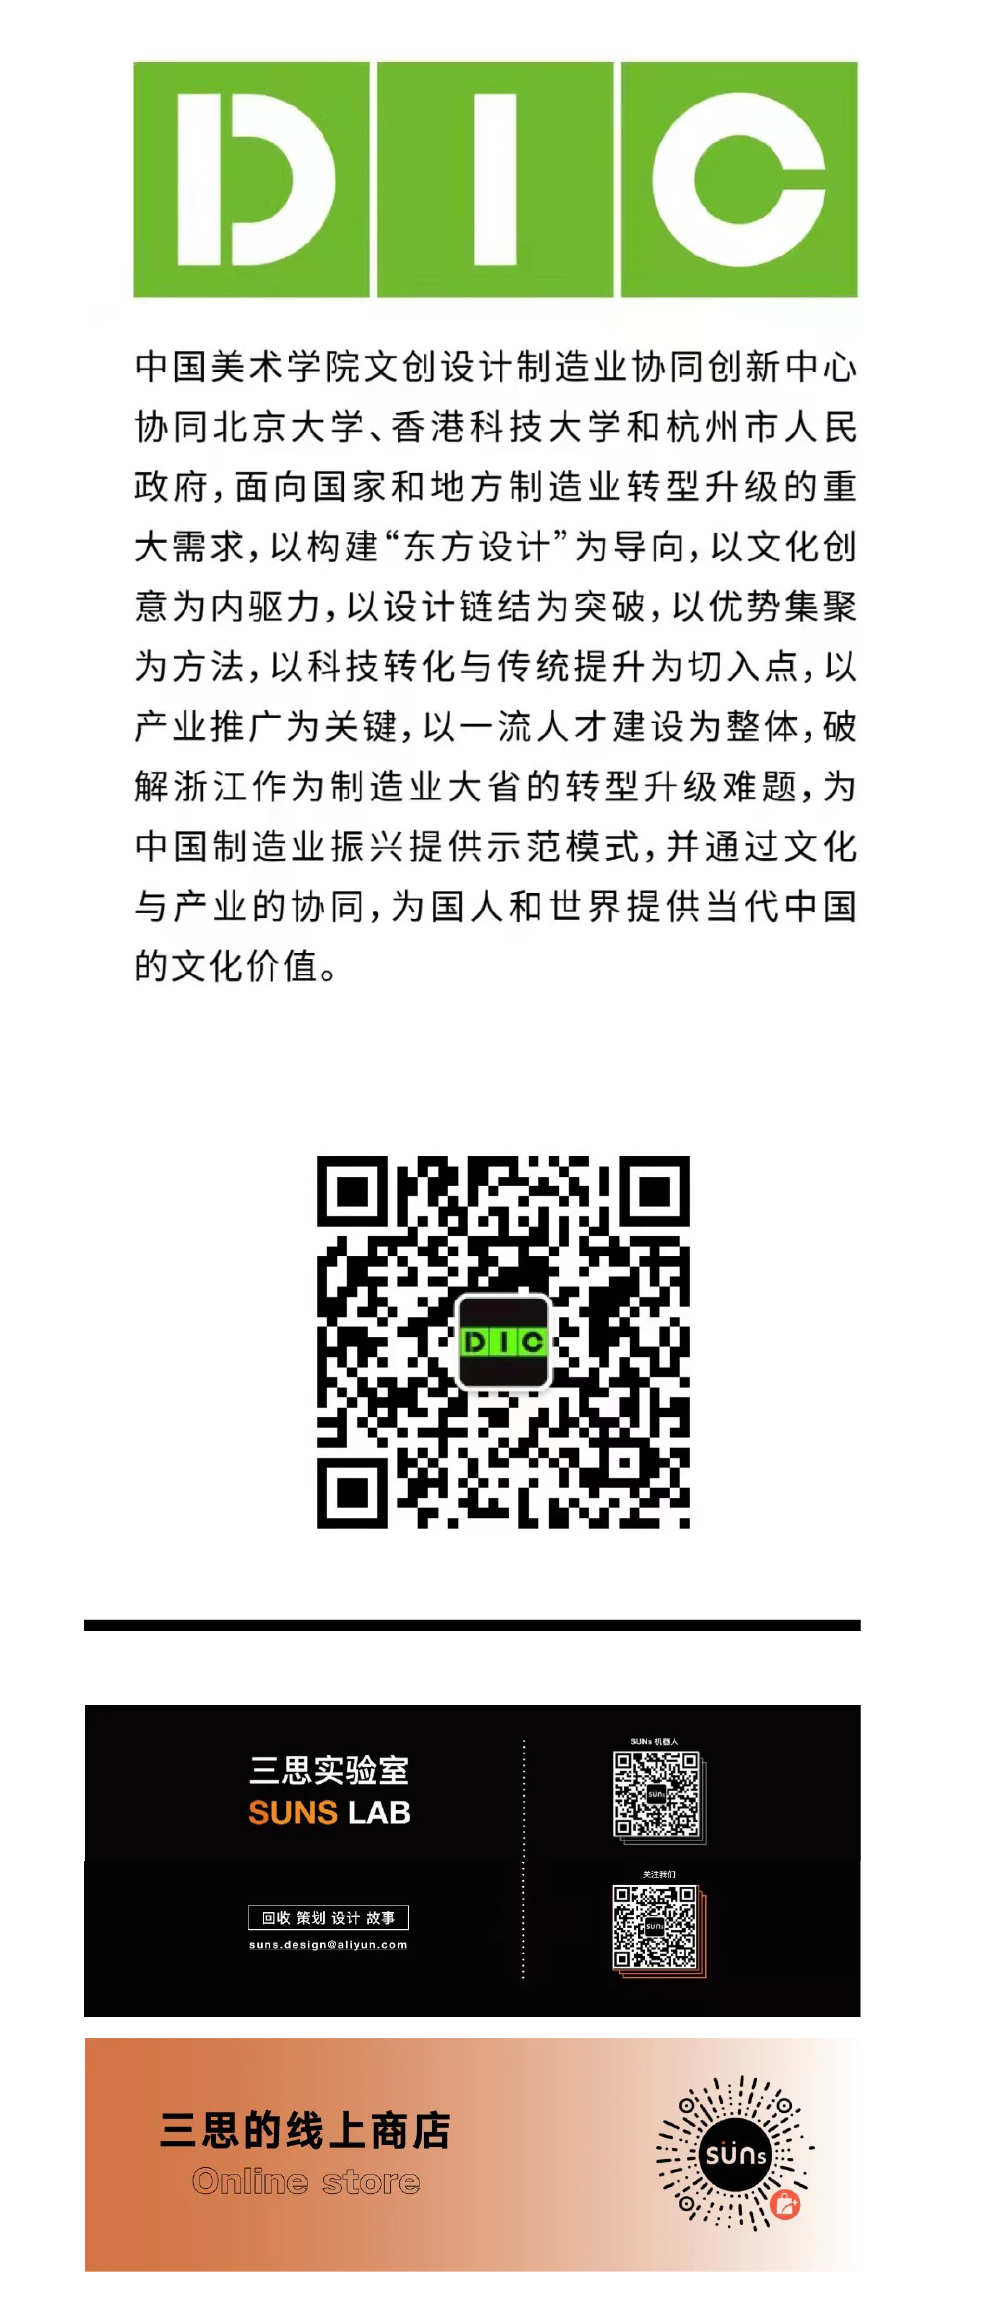 DIC
中国美术学院文创设计制造业协同创新中心
协同北京大学、香港科技大学和杭州市人民
政府，面向国家和地方制造业转型升级的重
大需求，以构建“东方设计”为导向，以文化创
意为内驱力，以设计链结为突破，以优势集聚
为方法，以科技转化与传统提升为切入点，以
产业推广为关键，以一流人才建设为整体，破
解浙江作为制造业大省的转型升级难题，为
中国制造业振兴提供示范模式，并通过文化
与产业的协同，为国人和世界提供当代中国
的文化价值。
DIC
三思实验室
SUNS LAB
回收 策划 设计 故事
suns.design@aliyun.com
SUNs 机器人
süns
关注我们
süns
三思的线上商店
Online store
süns